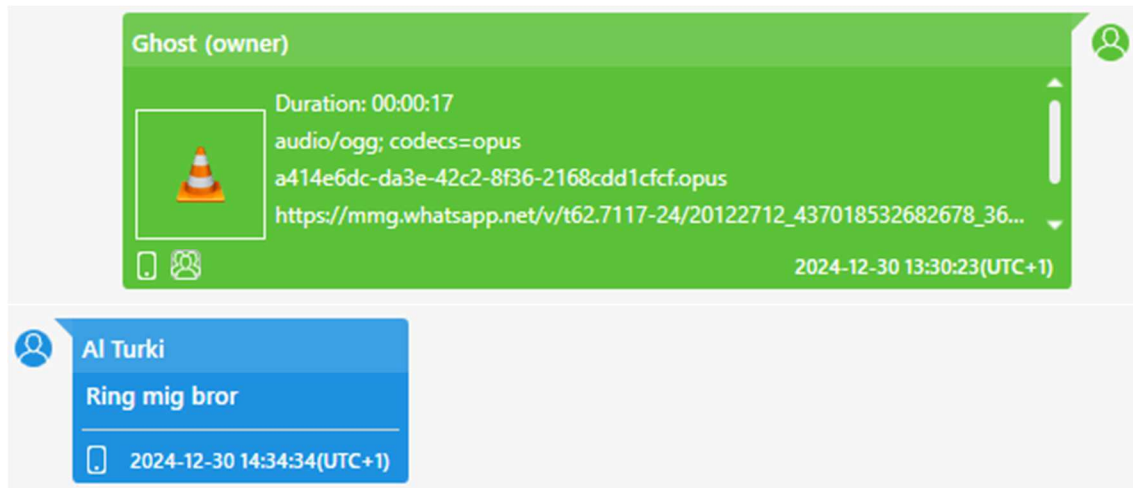 Ghost (owner)
Duration: 00:00:17
audio/ogg; codecs=opus
a414e6dc-da3e-42c2-8f36-2168cdd1cfcf.opus
https://mmg.whatsapp.net/v/t62.7117-24/20122712_437018532682678_36...
2024-12-30 13:30:23(UTC+1)
Al Turki
Ring mig bror
2024-12-30 14:34:34(UTC+1)